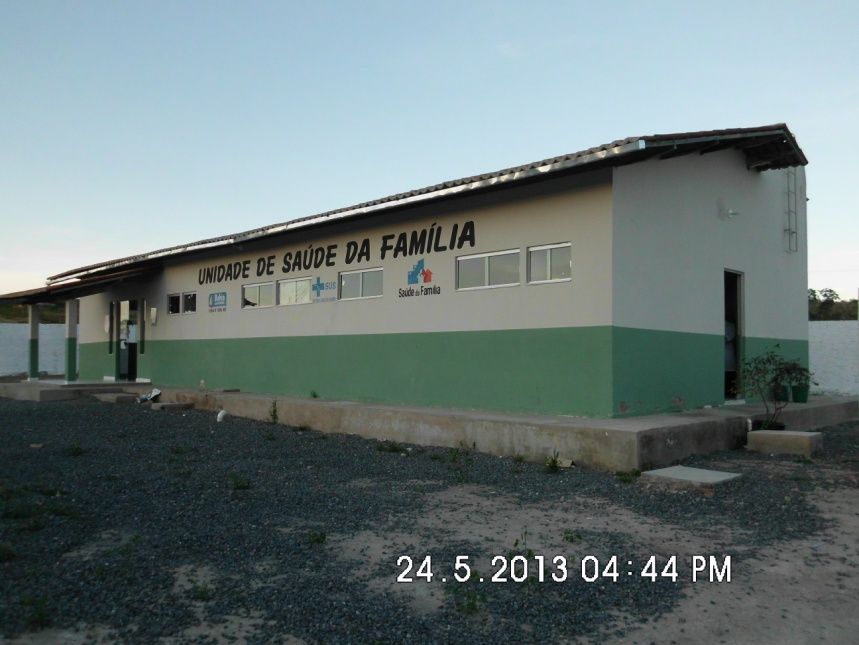 UNIDADE DE SAÚDE DA FAMÍLIA
SUS
Saúde da Família
24.5.2013 04:44 PM